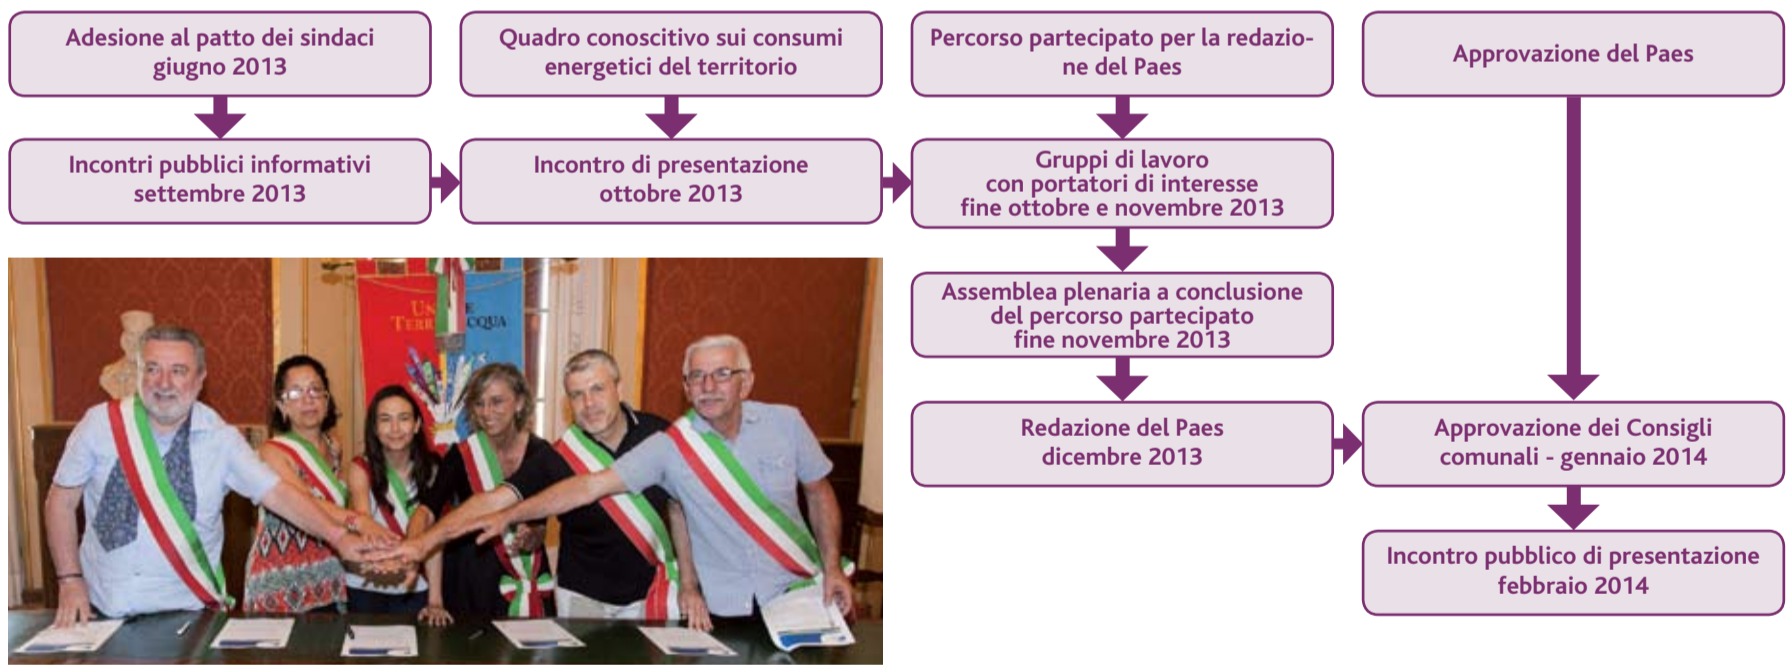 Adesione al patto dei sindaci
giugno 2013
Incontri pubblici informativi
settembre 2013
Quadro conoscitivo sui consumi
energetici del territorio
Incontro di presentazione
ottobre 2013
Percorso partecipato per la redazio-
ne del Paes
Gruppi di lavoro
con portatori di interesse
fine ottobre e novembre 2013
Assemblea plenaria a conclusione
del percorso partecipato
fine novembre 2013
Redazione del Paes
dicembre 2013
Approvazione del Paes
Approvazione dei Consigli
comunali - gennaio 2014
Incontro pubblico di presentazione
febbraio 2014
Un e
Terr cqua